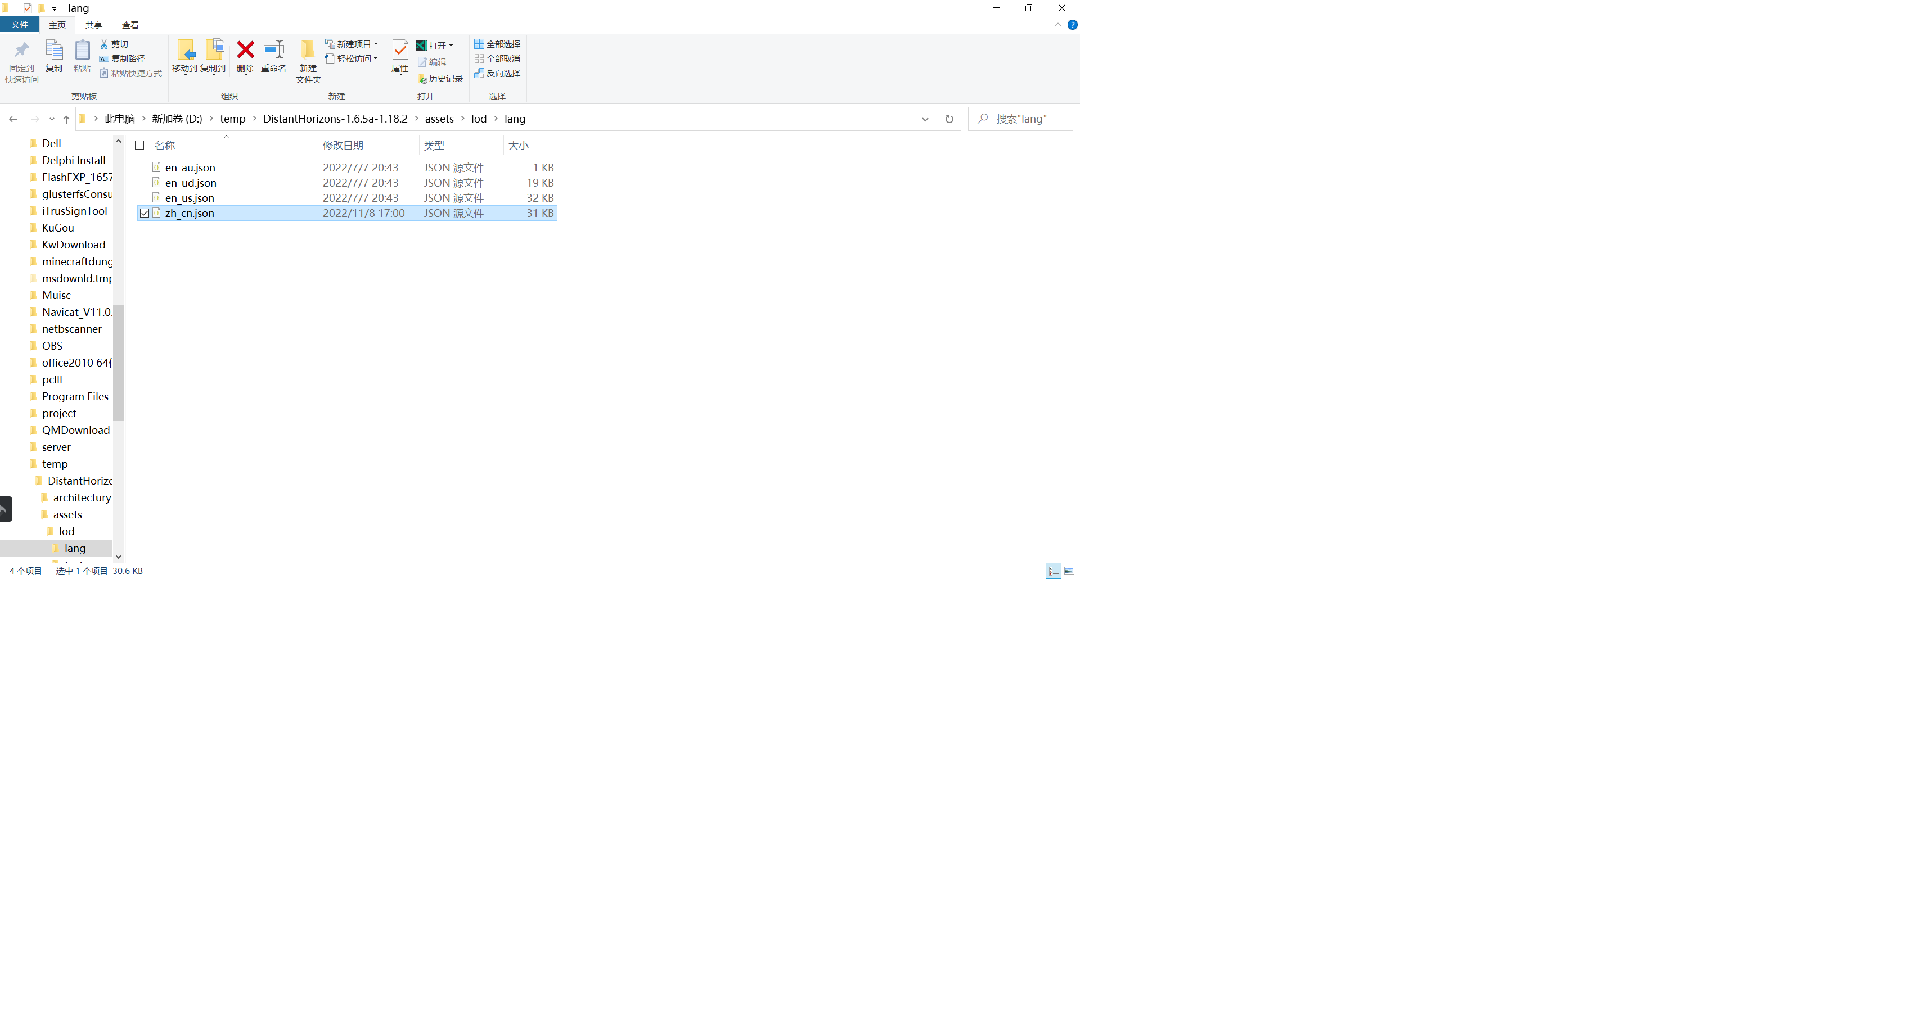 lang
文件 主页 共享 查看
固定到快速访问 复制 粘贴 剪切 复制路径 粘贴快捷方式 移动到 复制到 删除 重命名 新建文件夹 新建项目 轻松访问 属性 打开 编辑 历史记录 全部选择 全部取消 反向选择
剪贴板 组织 新建 打开 选择
此电脑 新加卷 (D:) temp DistantHorizons-1.6.5a-1.18.2 assets lod lang 搜索"lang"
名称 修改日期 类型 大小
en_au.json 2022/7/7 20:43 JSON 源文件 1 KB
en_ud.json 2022/7/7 20:43 JSON 源文件 19 KB
en_us.json 2022/7/7 20:43 JSON 源文件 32 KB
zh_cn.json 2022/11/8 17:00 JSON 源文件 31 KB
Dell
Delphi Install
FlashFXP_1657
glusterfsConsu
iTrusSignTool
KuGou
KwDownload
minecraftdung
msdownld.tmp
Muisc
Navicat_V11.0.
netbscanner
OBS
office2010 64(
pclll
Program Files
project
QMDownload
server
temp
DistantHorizo
architectury
assets
lod
lang
4 个项目 选中 1 个项目 30.6 KB